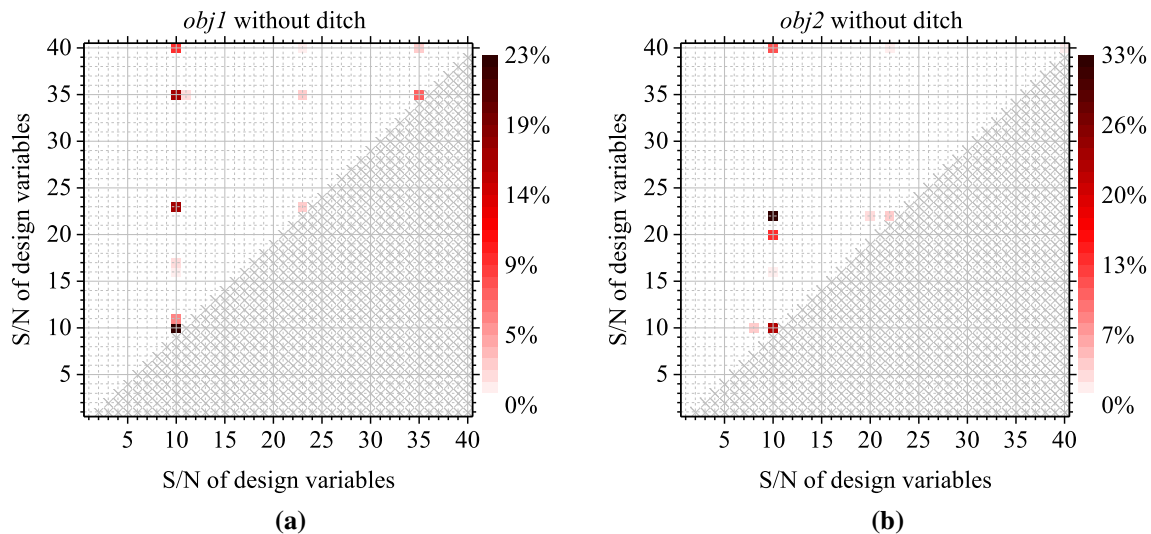 obj1 without ditch
40
35
30
25
20
15
10
5
S/N of design variables
5 10 15 20 25 30 35 40
S/N of design variables
23%
19%
14%
9%
5%
0%
(a)
obj2 without ditch
40
35
30
25
20
15
10
5
S/N of design variables
5 10 15 20 25 30 35 40
S/N of design variables
33%
26%
20%
13%
7%
0%
(b)